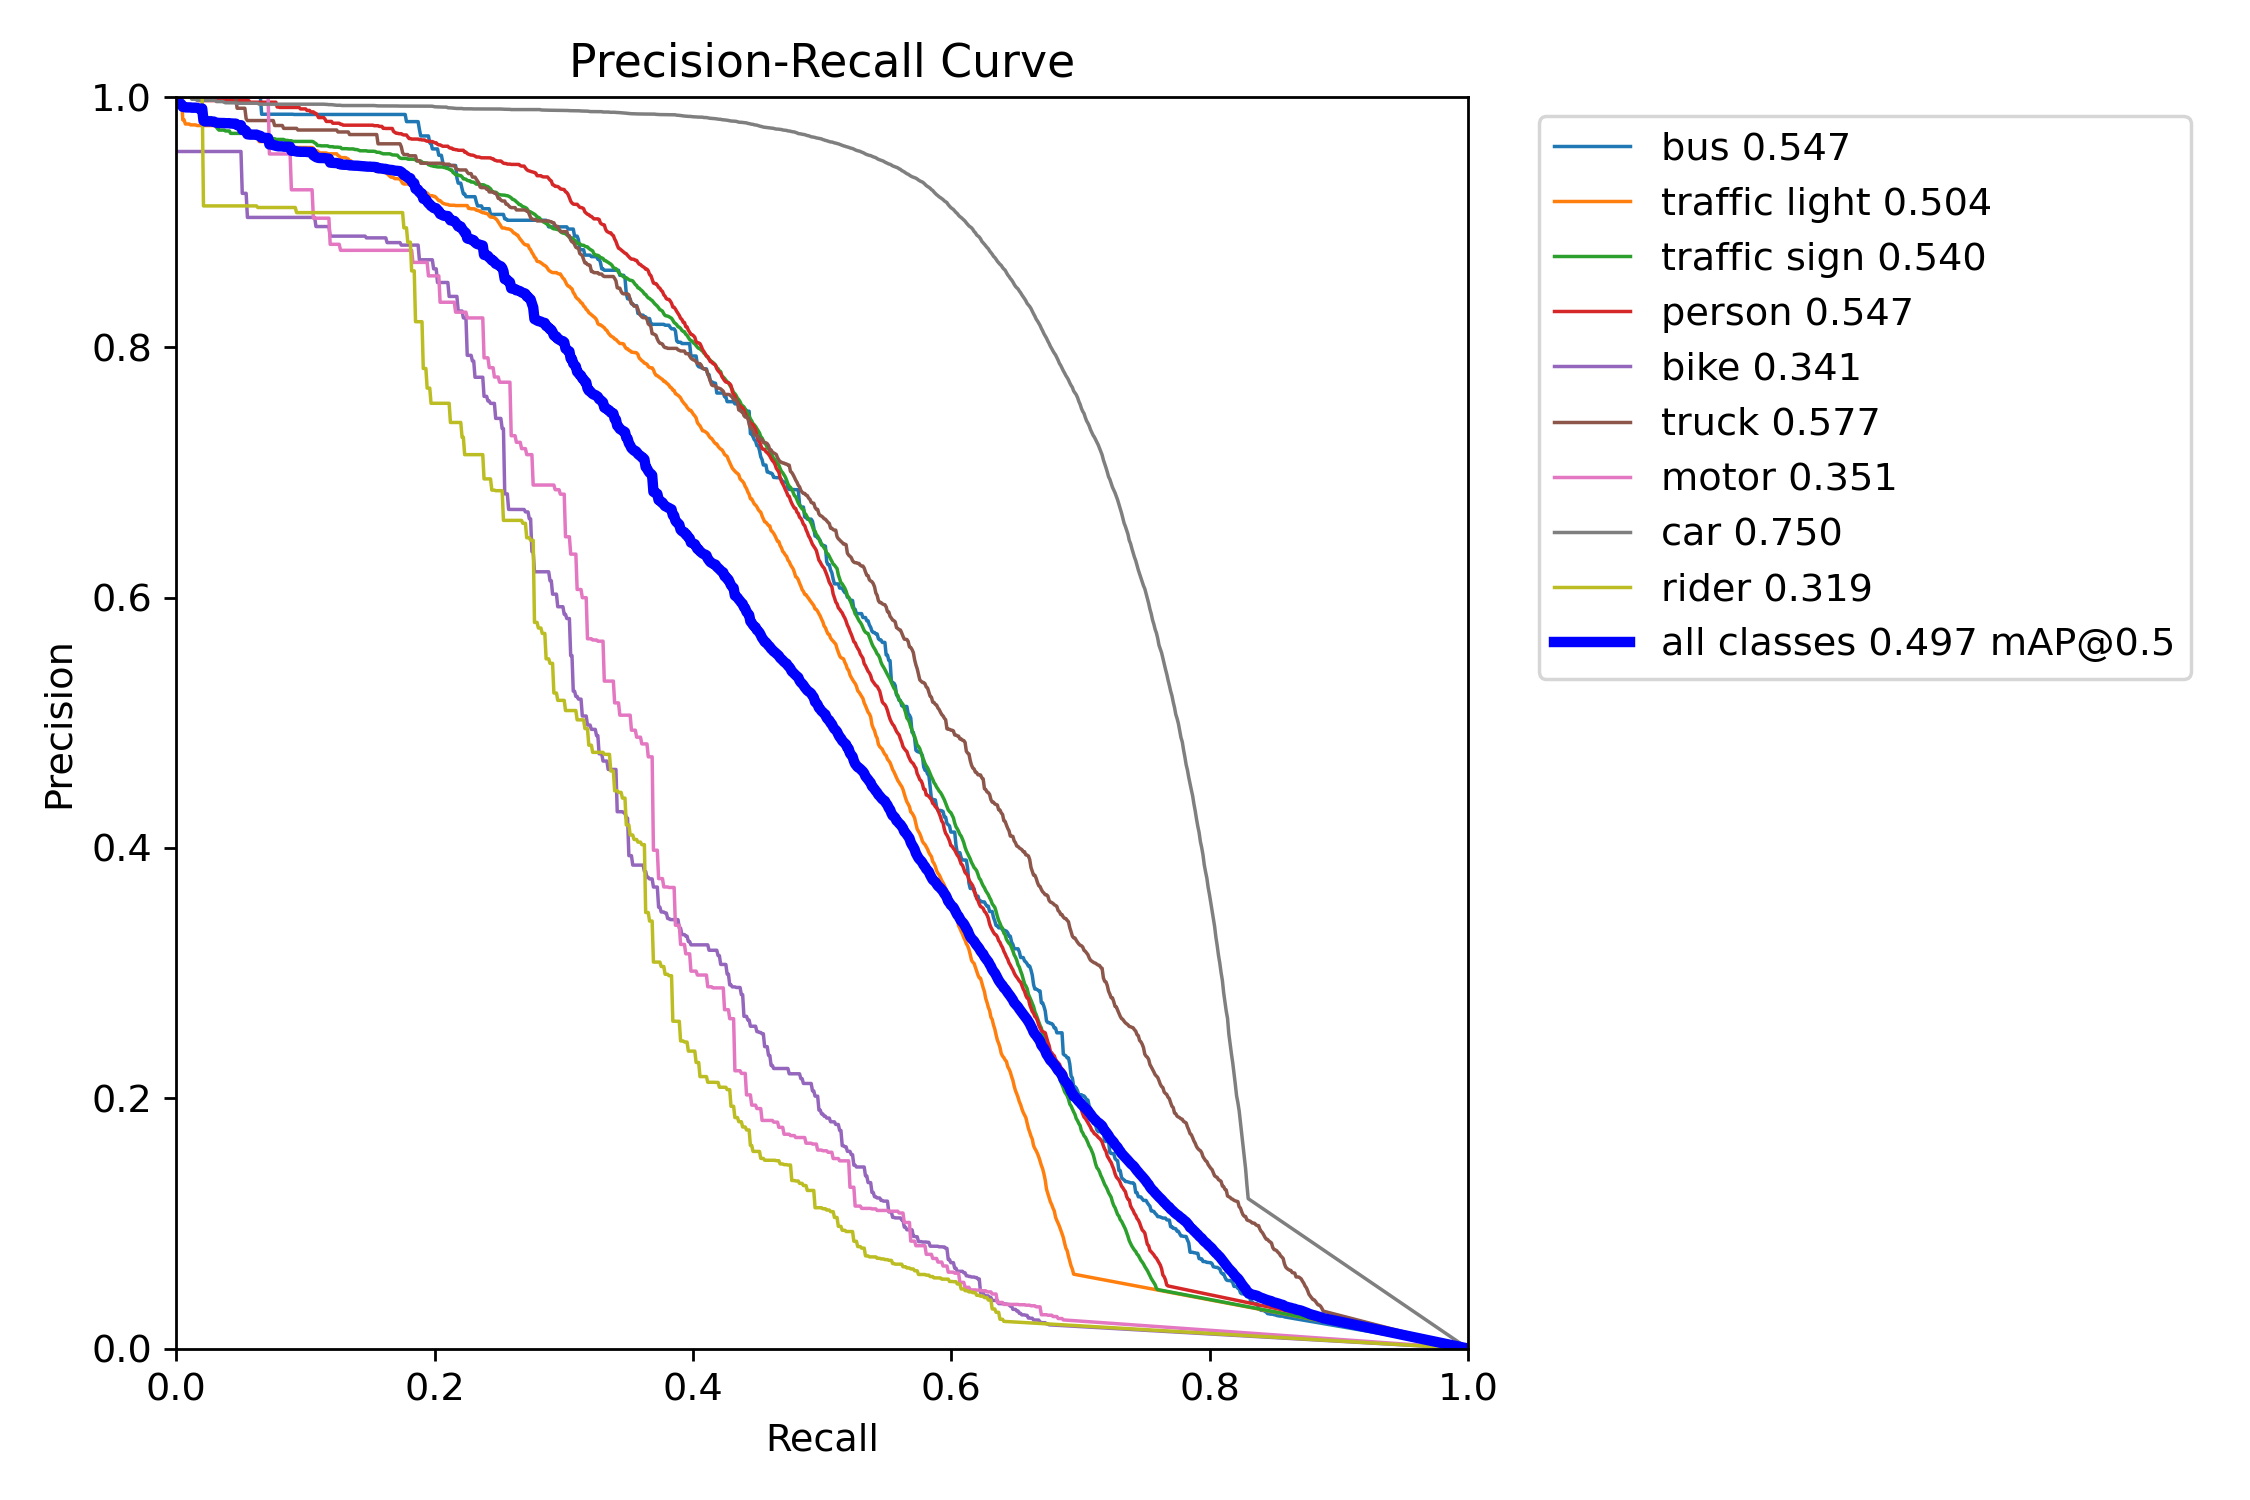 Precision-Recall Curve
1.0
0.8
0.6
0.4
0.2
0.0
Precision
0.0 0.2 0.4 0.6 0.8 1.0
Recall
bus 0.547
traffic light 0.504
traffic sign 0.540
person 0.547
bike 0.341
truck 0.577
motor 0.351
car 0.750
rider 0.319
all classes 0.497 mAP@0.5